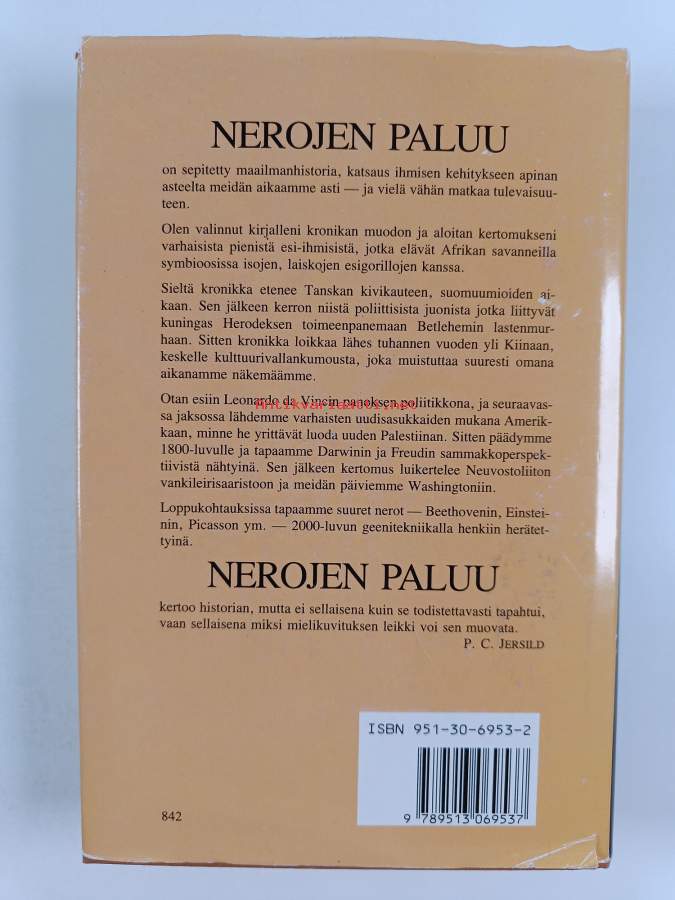 NEROJEN PALUU
on sepitetty maailmanhistoria, katsaus ihmisen kehitykseen apinan
asteelta meidän aikaamme asti — ja vielä vähän matkaa tulevaisuu-
teen.
Olen valinnut kirjalleni kronikan muodon ja aloitan kertomukseni
varhaisista pienistä esi-ihmisistä, jotka elävät Afrikan savanneilla
symbioosissa isojen, laiskojen esigorillojen kanssa.
Sieltä kronikka etenee Tanskan kivikauteen, suomuumioiden ai-
kaan. Sen jälkeen kerron niistä poliittisista juonista jotka liittyvät
kuningas Herodeksen toimeenpanemaan Betlehemin lastenmur-
haan. Sitten kronikka loikkaa lähes tuhannen vuoden yli Kiinaan,
keskelle kulttuurivallankumousta, joka muistuttaa suuresti omana
aikanamme näkemäämme.
Otan esiin Leonardo da Vincin panoksen poliitikkona, ja seuraavas-
sa jaksossa lähdemme varhaisten uudisasukkaiden mukana Amerik-
kaan, minne he yrittävät luoda uuden Palestiinan. Sitten päädymme
1800-luvulle ja tapaamme Darwinin ja Freudin sammakkoperspek-
tiivistä nähtyinä. Sen jälkeen kertomus luikertelee Neuvostoliiton
vankileirisaaristoon ja meidän päiviemme Washingtoniin.
Loppukohtauksissa tapaamme suuret nerot — Beethovenin, Einstei-
nin, Picasson ym. — 2000-luvun geenitekniikalla henkiin herätet-
tyinä.
NEROJEN PALUU
kertoo historian, mutta ei sellaisena kuin se todistettavasti tapahtui,
vaan sellaisena miksi mielikuvituksen leikki voi sen muovata.
P. C. JERSILD
ISBN 951-30-6953-2
9 789513 069537
842
Antikvariaatti.net